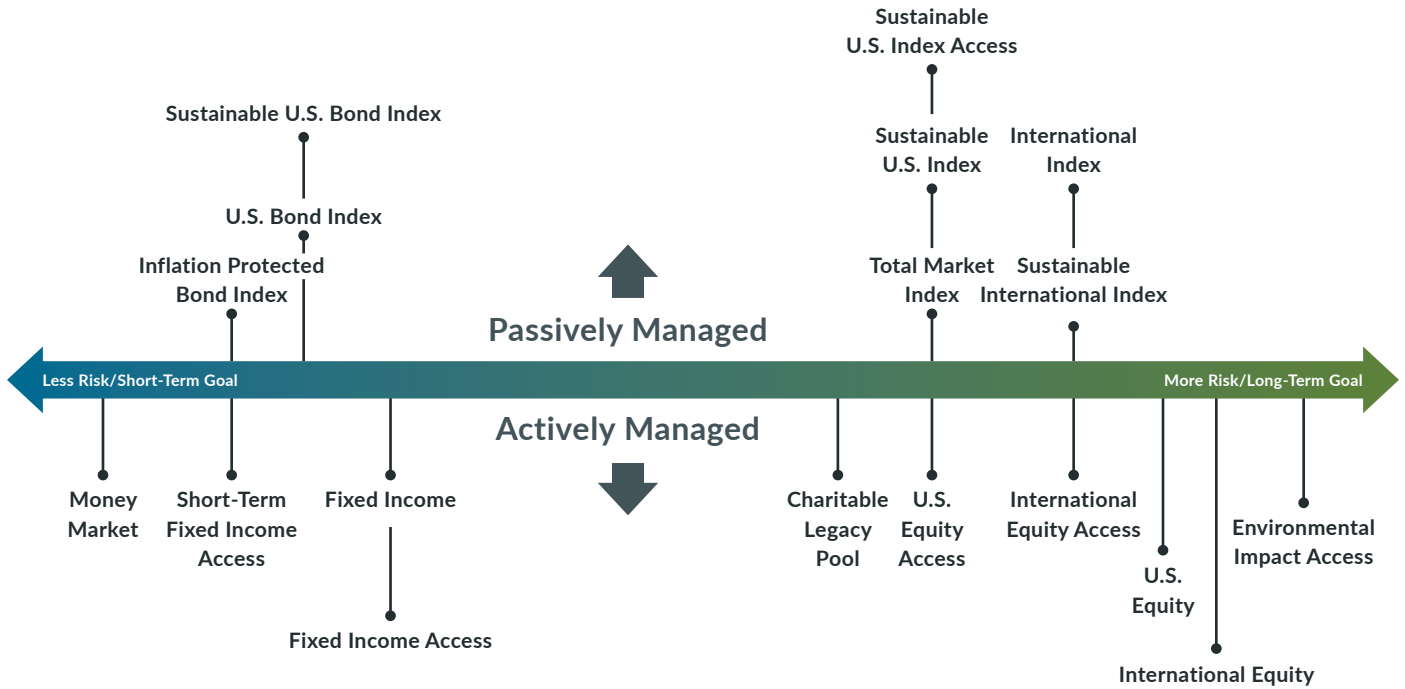 Sustainable
U.S. Index Access
Sustainable U.S. Bond Index
Sustainable
U.S. Index
International
Index
U.S. Bond Index
Inflation Protected
Bond Index
Total Market
Index
Sustainable
International Index
Passively Managed
Less Risk/Short-Term Goal
More Risk/Long-Term Goal
Actively Managed
Money
Market
Short-Term
Fixed Income
Access
Fixed Income
Charitable
Legacy
Pool
U.S.
Equity
Access
International
Equity Access
Environmental
Impact Access
U.S.
Equity
Fixed Income Access
International Equity